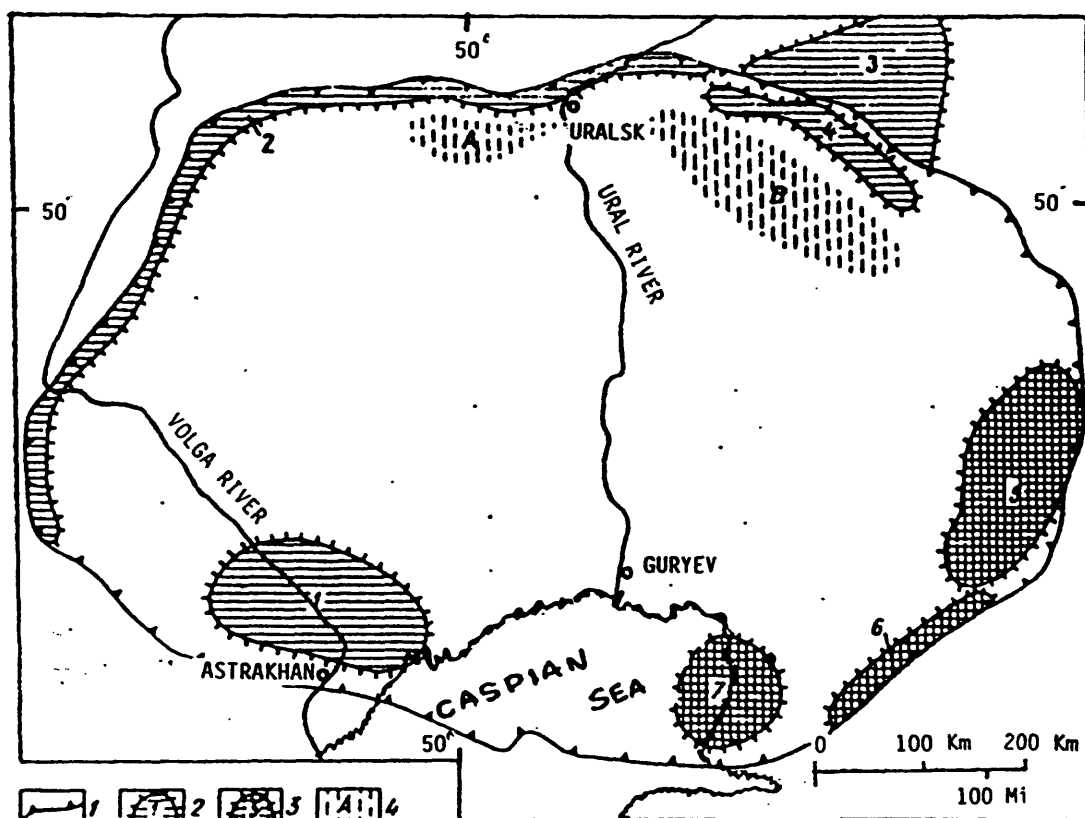 50°
3
2
A
URALSK
4
50°
B
50°
URAL RIVER
VOLGA RIVER
5
GURYEV
1
6
ASTRAKHAN
CASPIAN
SEA
7
50°
0 100 Km 200 Km
100 Mi
1 1 2 3 A 4